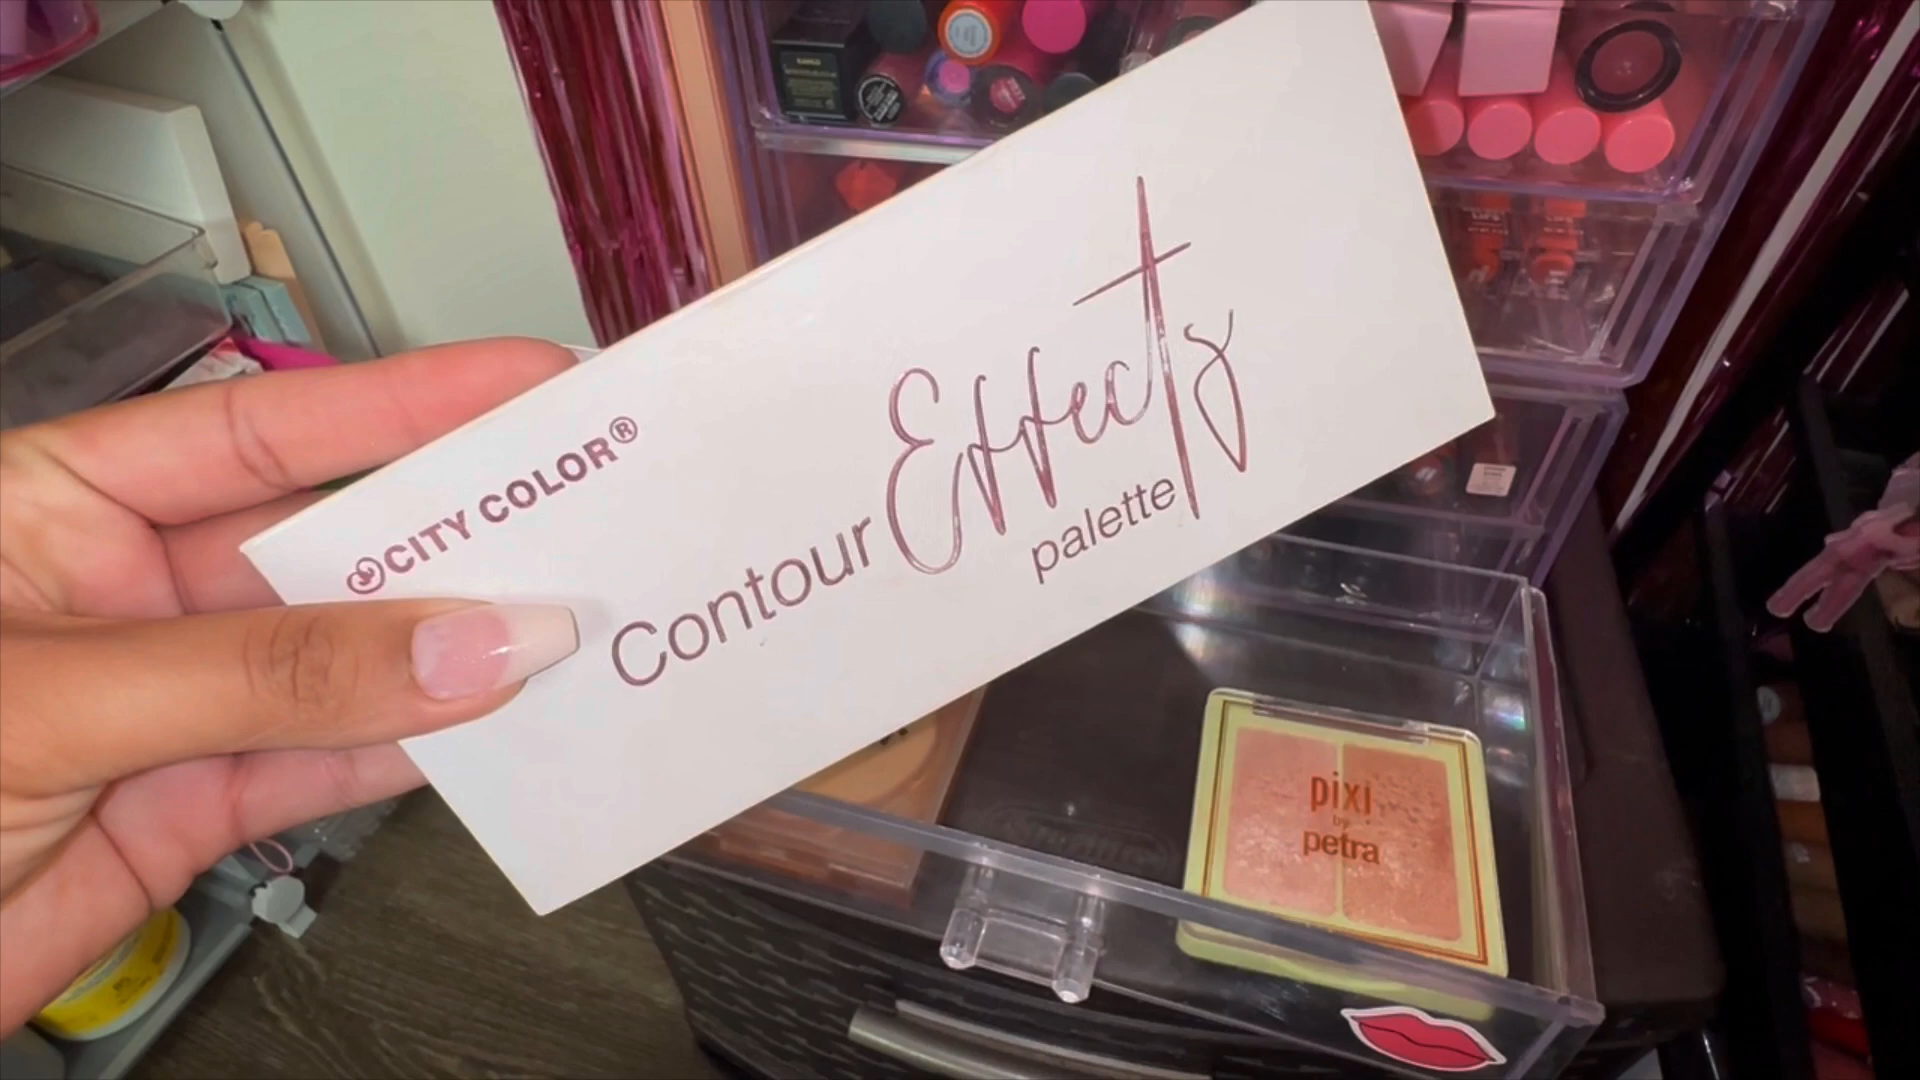 CITY COLOR®
Contour Effects
palette
pixi
by
petra